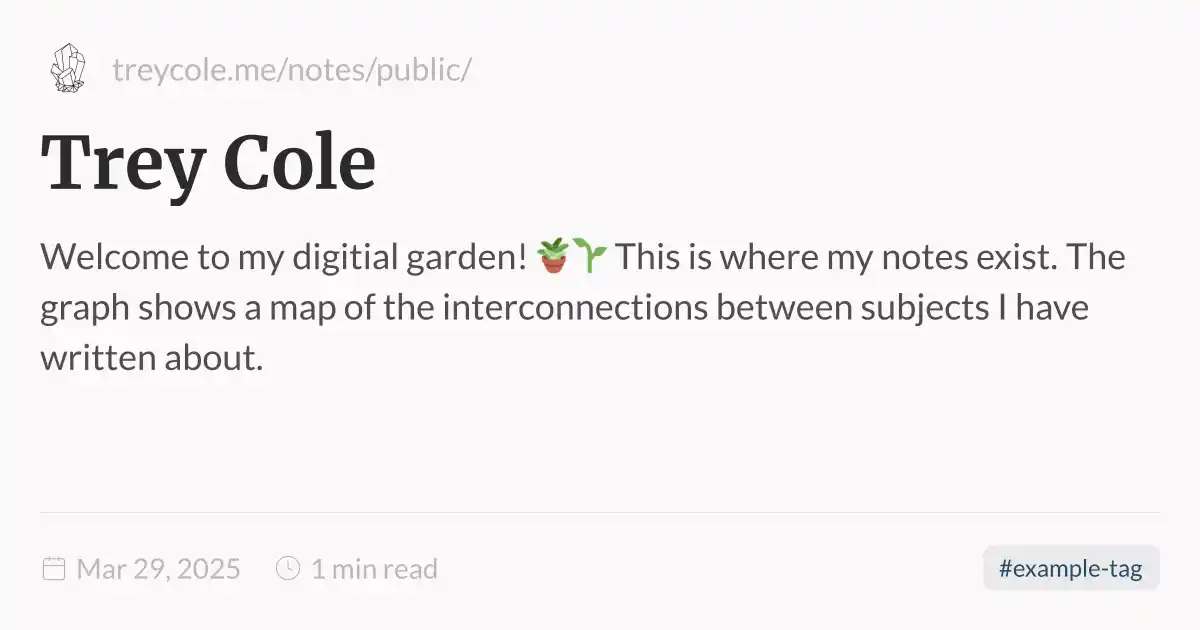 treycole.me/notes/public/
Trey Cole
Welcome to my digitial garden! 🪴🌱 This is where my notes exist. The
graph shows a map of the interconnections between subjects I have
written about.
Mar 29, 2025 1 min read #example-tag